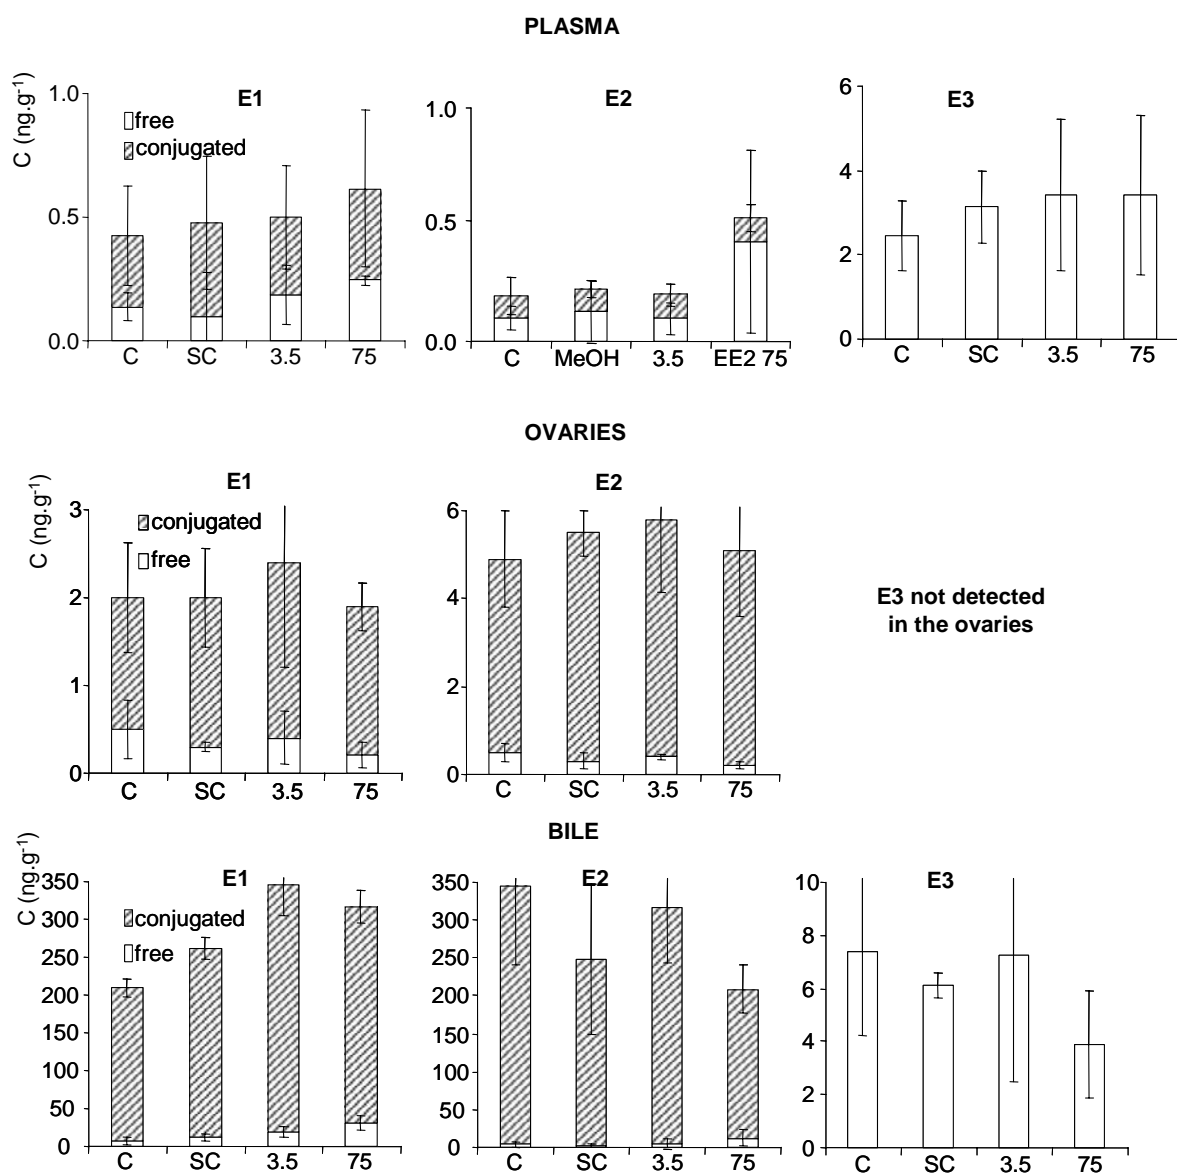 PLASMA
C (ng.g-1)
E1
free
conjugated
1.0
0.5
0.0
C SC 3.5 75
E2
1.0
0.5
0.0
C MeOH 3.5 EE2 75
E3
6
4
2
0
C SC 3.5 75
OVARIES
C (ng.g-1)
E1
conjugated
free
3
2
1
0
C SC 3.5 75
E2
6
4
2
0
C SC 3.5 75
E3 not detected
in the ovaries
BILE
C (ng.g-1)
E1
conjugated
free
350
300
250
200
150
100
50
0
C SC 3.5 75
E2
350
300
250
200
150
100
50
0
C SC 3.5 75
E3
10
8
6
4
2
0
C SC 3.5 75